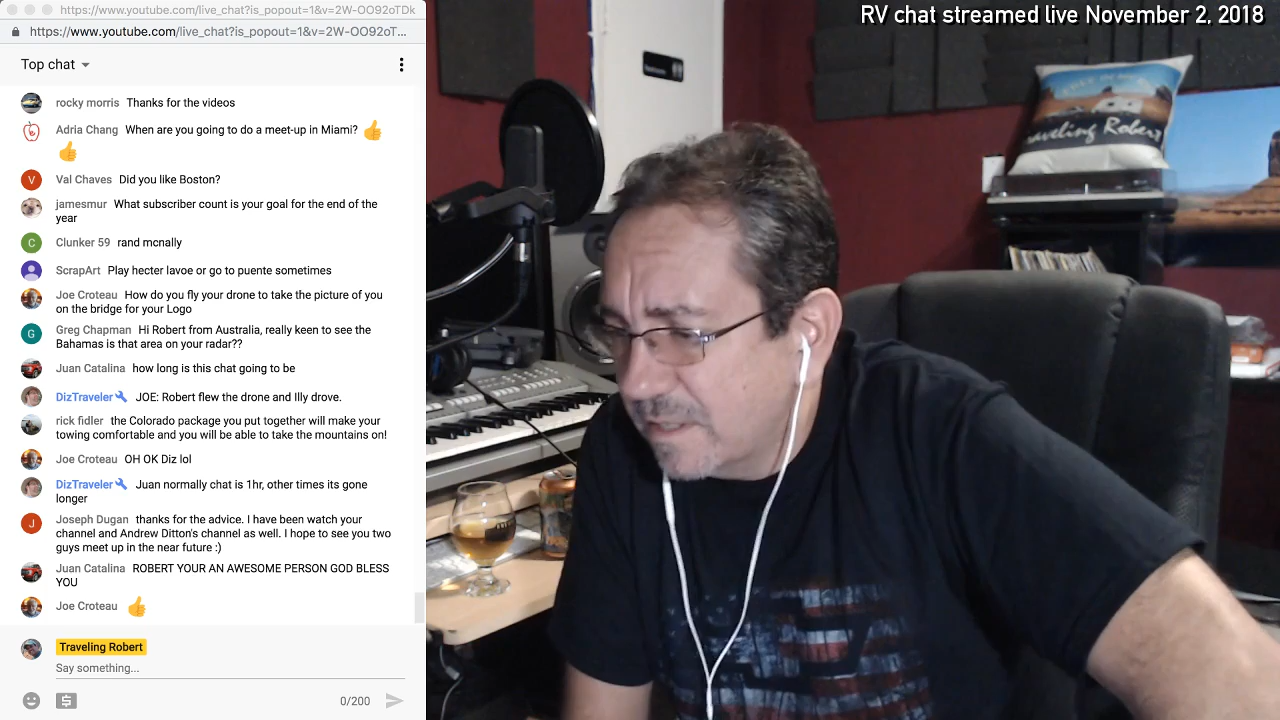 https://www.youtube.com/live_chat?is_popout=1&v=2W-OO92oTDk
RV chat streamed live November 2, 2018
https://www.youtube.com/live_chat?is_popout=1&v=2W-OO92oT...
Top chat
rocky morris Thanks for the videos
Adria Chang When are you going to do a meet-up in Miami? 👍
👍
V Val Chaves Did you like Boston?
jamesmur What subscriber count is your goal for the end of the
year
C Clunker 59 rand mcnally
ScrapArt Play hecter lavoe or go to puente sometimes
Joe Croteau How do you fly your drone to take the picture of you
on the bridge for your Logo
G Greg Chapman Hi Robert from Australia, really keen to see the
Bahamas is that area on your radar??
Juan Catalina how long is this chat going to be
DizTraveler JOE: Robert flew the drone and Illy drove.
rick fidler the Colorado package you put together will make your
towing comfortable and you will be able to take the mountains on!
Joe Croteau OH OK Diz lol
DizTraveler Juan normally chat is 1hr, other times its gone
longer
J Joseph Dugan thanks for the advice. I have been watch your
channel and Andrew Ditton's channel as well. I hope to see you two
guys meet up in the near future :)
Juan Catalina ROBERT YOUR AN AWESOME PERSON GOD BLESS
YOU
Joe Croteau 👍
Traveling Robert
Say something...
0/200
Traveling Robert